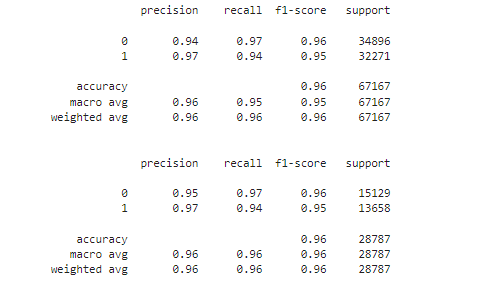 precision recall f1-score support
0 0.94 0.97 0.96 34896
1 0.97 0.94 0.95 32271
accuracy 0.96 67167
macro avg 0.96 0.95 0.95 67167
weighted avg 0.96 0.96 0.96 67167
precision recall f1-score support
0 0.95 0.97 0.96 15129
1 0.97 0.94 0.95 13658
accuracy 0.96 28787
macro avg 0.96 0.96 0.96 28787
weighted avg 0.96 0.96 0.96 28787